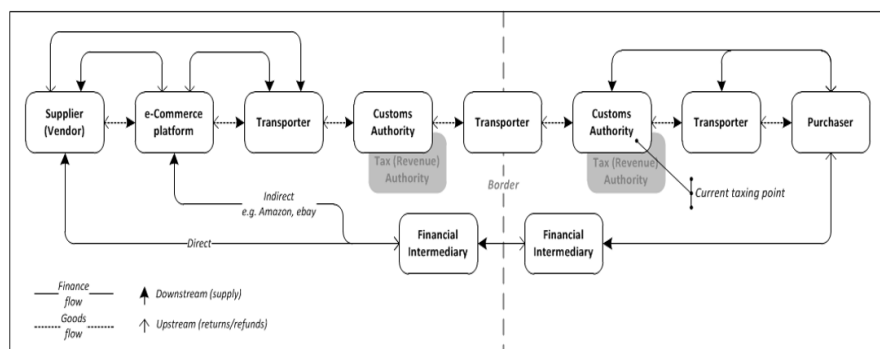 Supplier
(Vendor)
e-Commerce
platform
Transporter
Customs
Authority
Tax (Revenue)
Authority
Transporter
Customs
Authority
Tax (Revenue)
Authority
Transporter
Purchaser
Border
Current taxing point
Indirect
e.g. Amazon, ebay
Direct
Financial
Intermediary
Financial
Intermediary
Finance
flow
Downstream (supply)
Goods
flow
Upstream (returns/refunds)